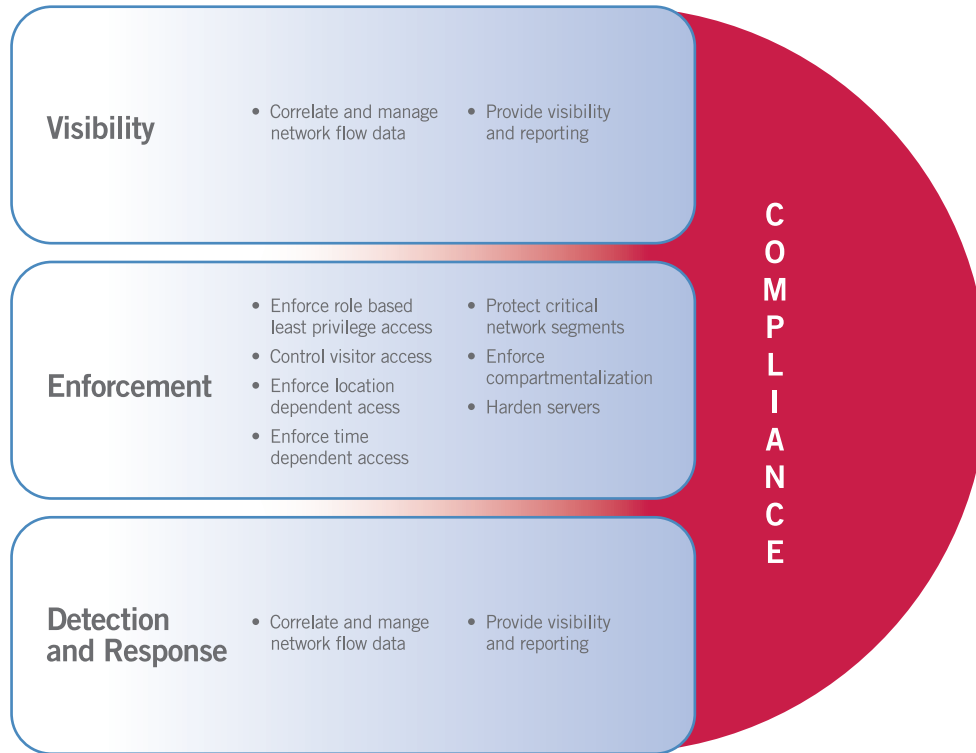 Visibility
• Correlate and manage
network flow data
• Provide visibility
and reporting
Enforcement
• Enforce role based
least privilege access
• Control visitor access
• Enforce location
dependent acess
• Enforce time
dependent access
• Protect critical
network segments
• Enforce
compartmentalization
• Harden servers
Detection
and Response
• Correlate and mange
network flow data
• Provide visibility
and reporting
COMPLIANCE